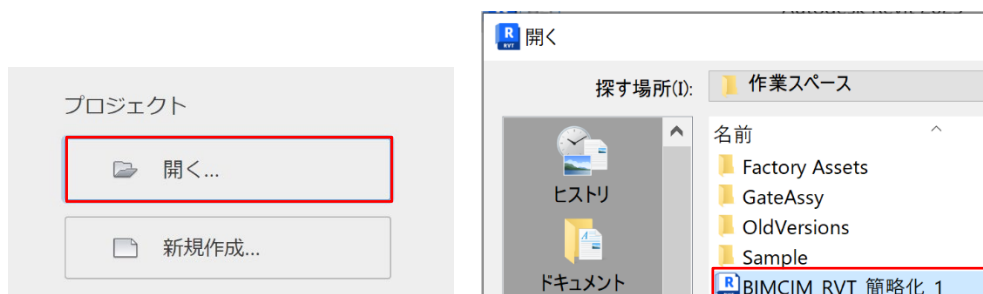 プロジェクト
開く...
新規作成...
R
RVT
開く
探す場所(I):
作業スペース
ヒストリ
ドキュメント
名前
Factory Assets
GateAssy
OldVersions
Sample
BIMCIM_RVT_簡略化_1